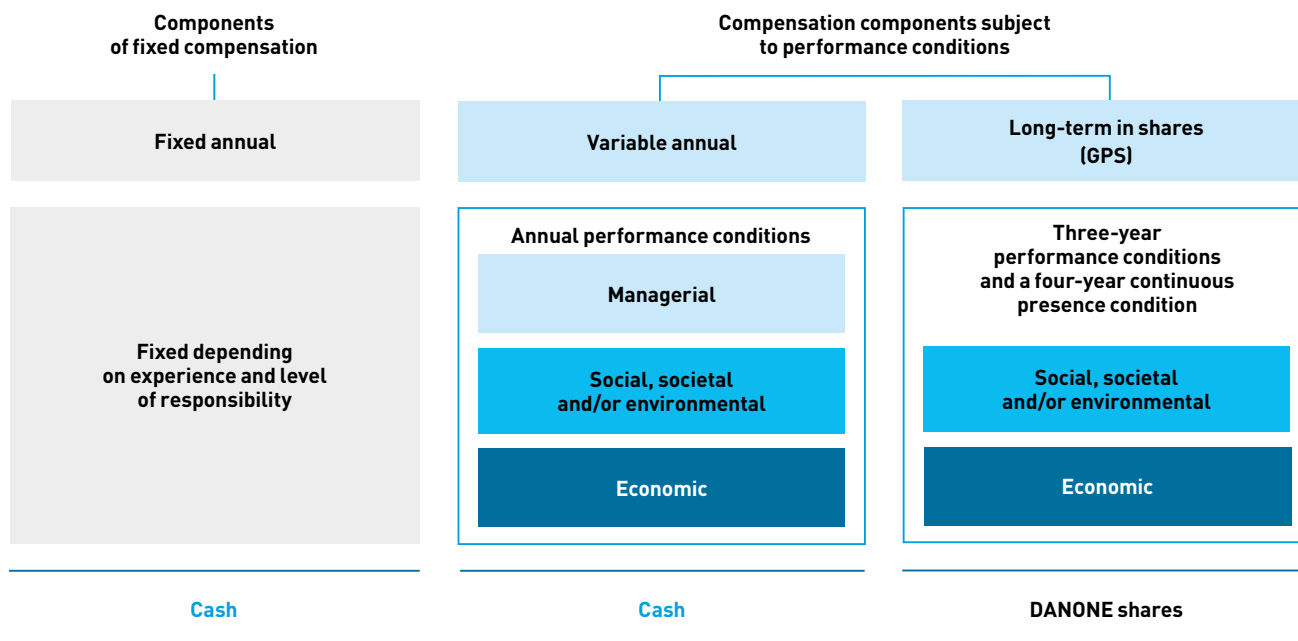 Components
of fixed compensation
Compensation components subject
to performance conditions
Fixed annual
Variable annual
Long-term in shares
(GPS)
Fixed depending
on experience and level
of responsibility
Annual performance conditions
Managerial
Social, societal
and/or environmental
Economic
Three-year
performance conditions
and a four-year continuous
presence condition
Social, societal
and/or environmental
Economic
Cash
Cash
DANONE shares